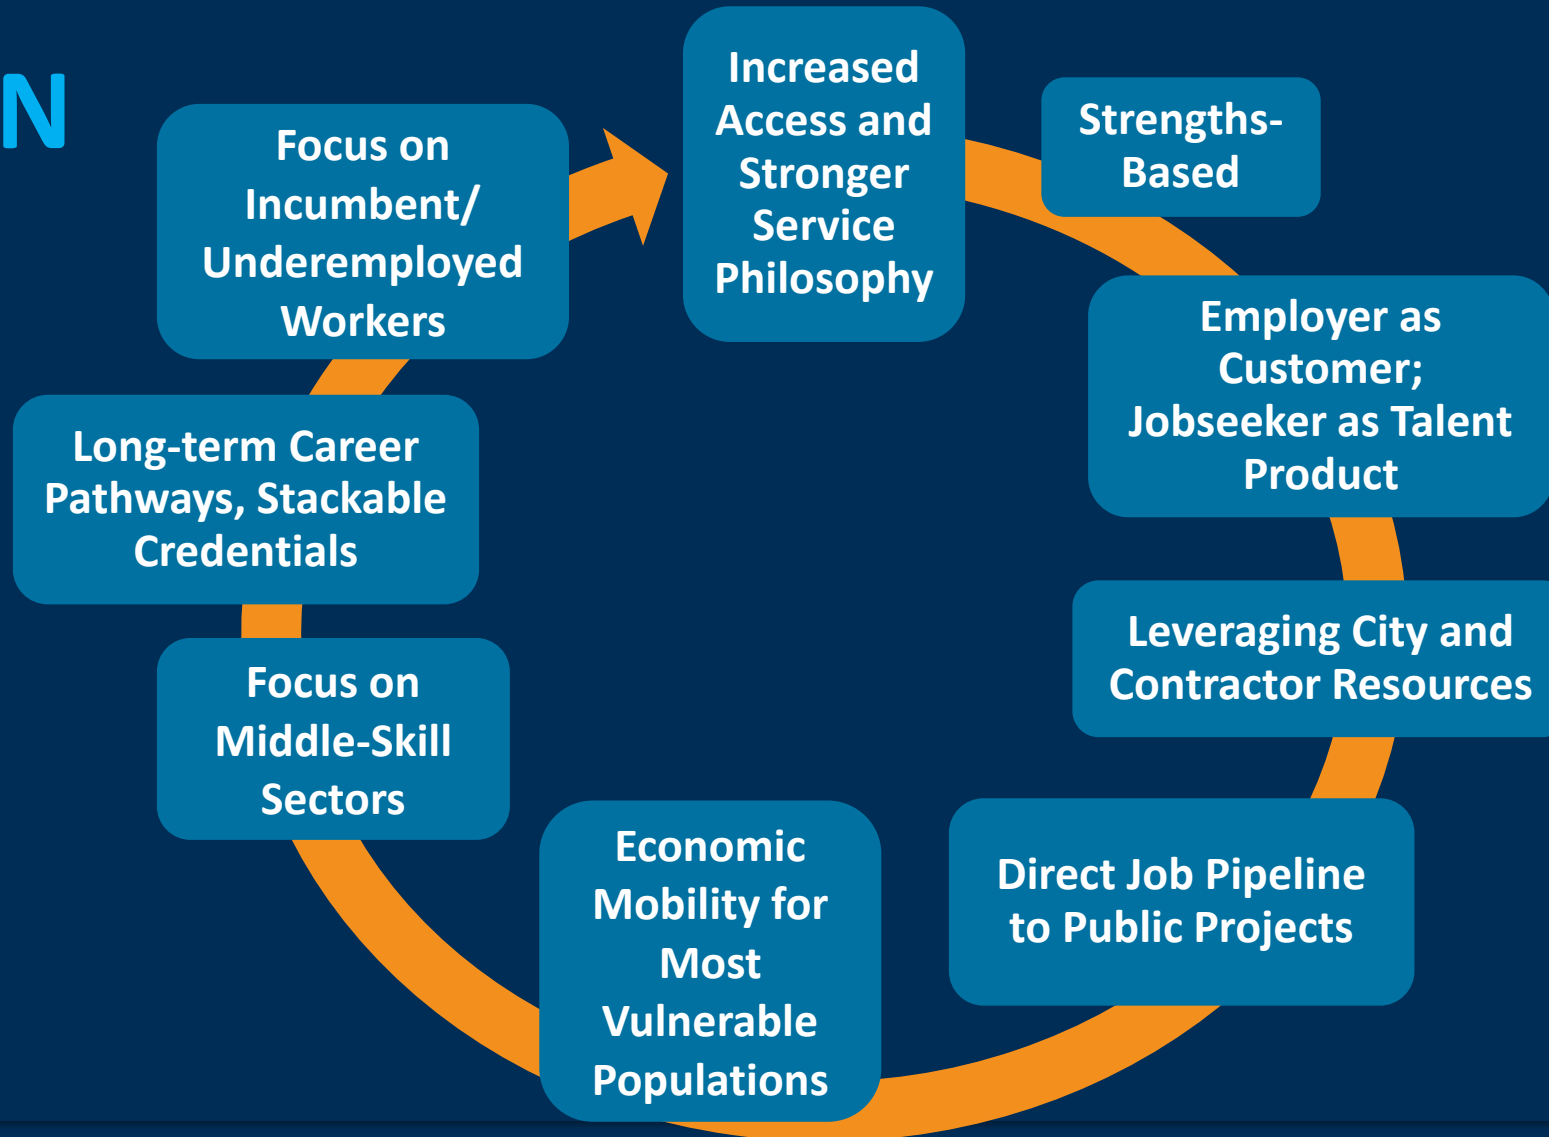 N
Increased
Access and
Stronger
Service
Philosophy
Strengths-
Based
Employer as
Customer;
Jobseeker as Talent
Product
Leveraging City and
Contractor Resources
Direct Job Pipeline
to Public Projects
Economic
Mobility for
Most
Vulnerable
Populations
Focus on
Middle-Skill
Sectors
Long-term Career
Pathways, Stackable
Credentials
Focus on
Incumbent/
Underemployed
Workers